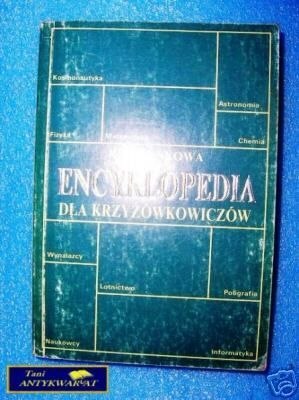 Kosmonautyka
Astronomia
Fizyka
Chemia
ENCYKLOPEDIA
DLA KRZYŻÓWKOWICZÓW
Wynalazcy
Lotnictwo
Poligrafia
Naukowcy
Informatyka
Tani
ANTYKWARIAT